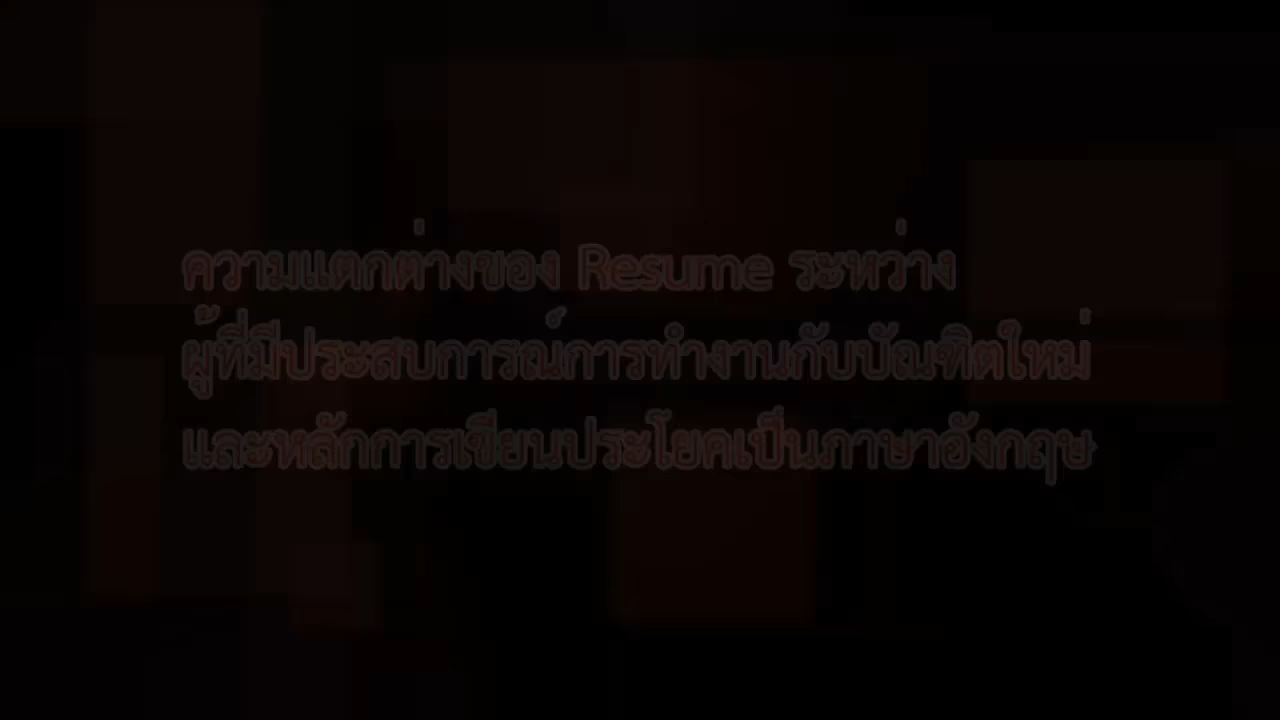 ความแตกต่างของ Resume ระหว่าง
ผู้ที่มีประสบการณ์การทำงานกับบัณฑิตใหม่
และหลักการเขียนประโยคเป็นภาษาอังกฤษ